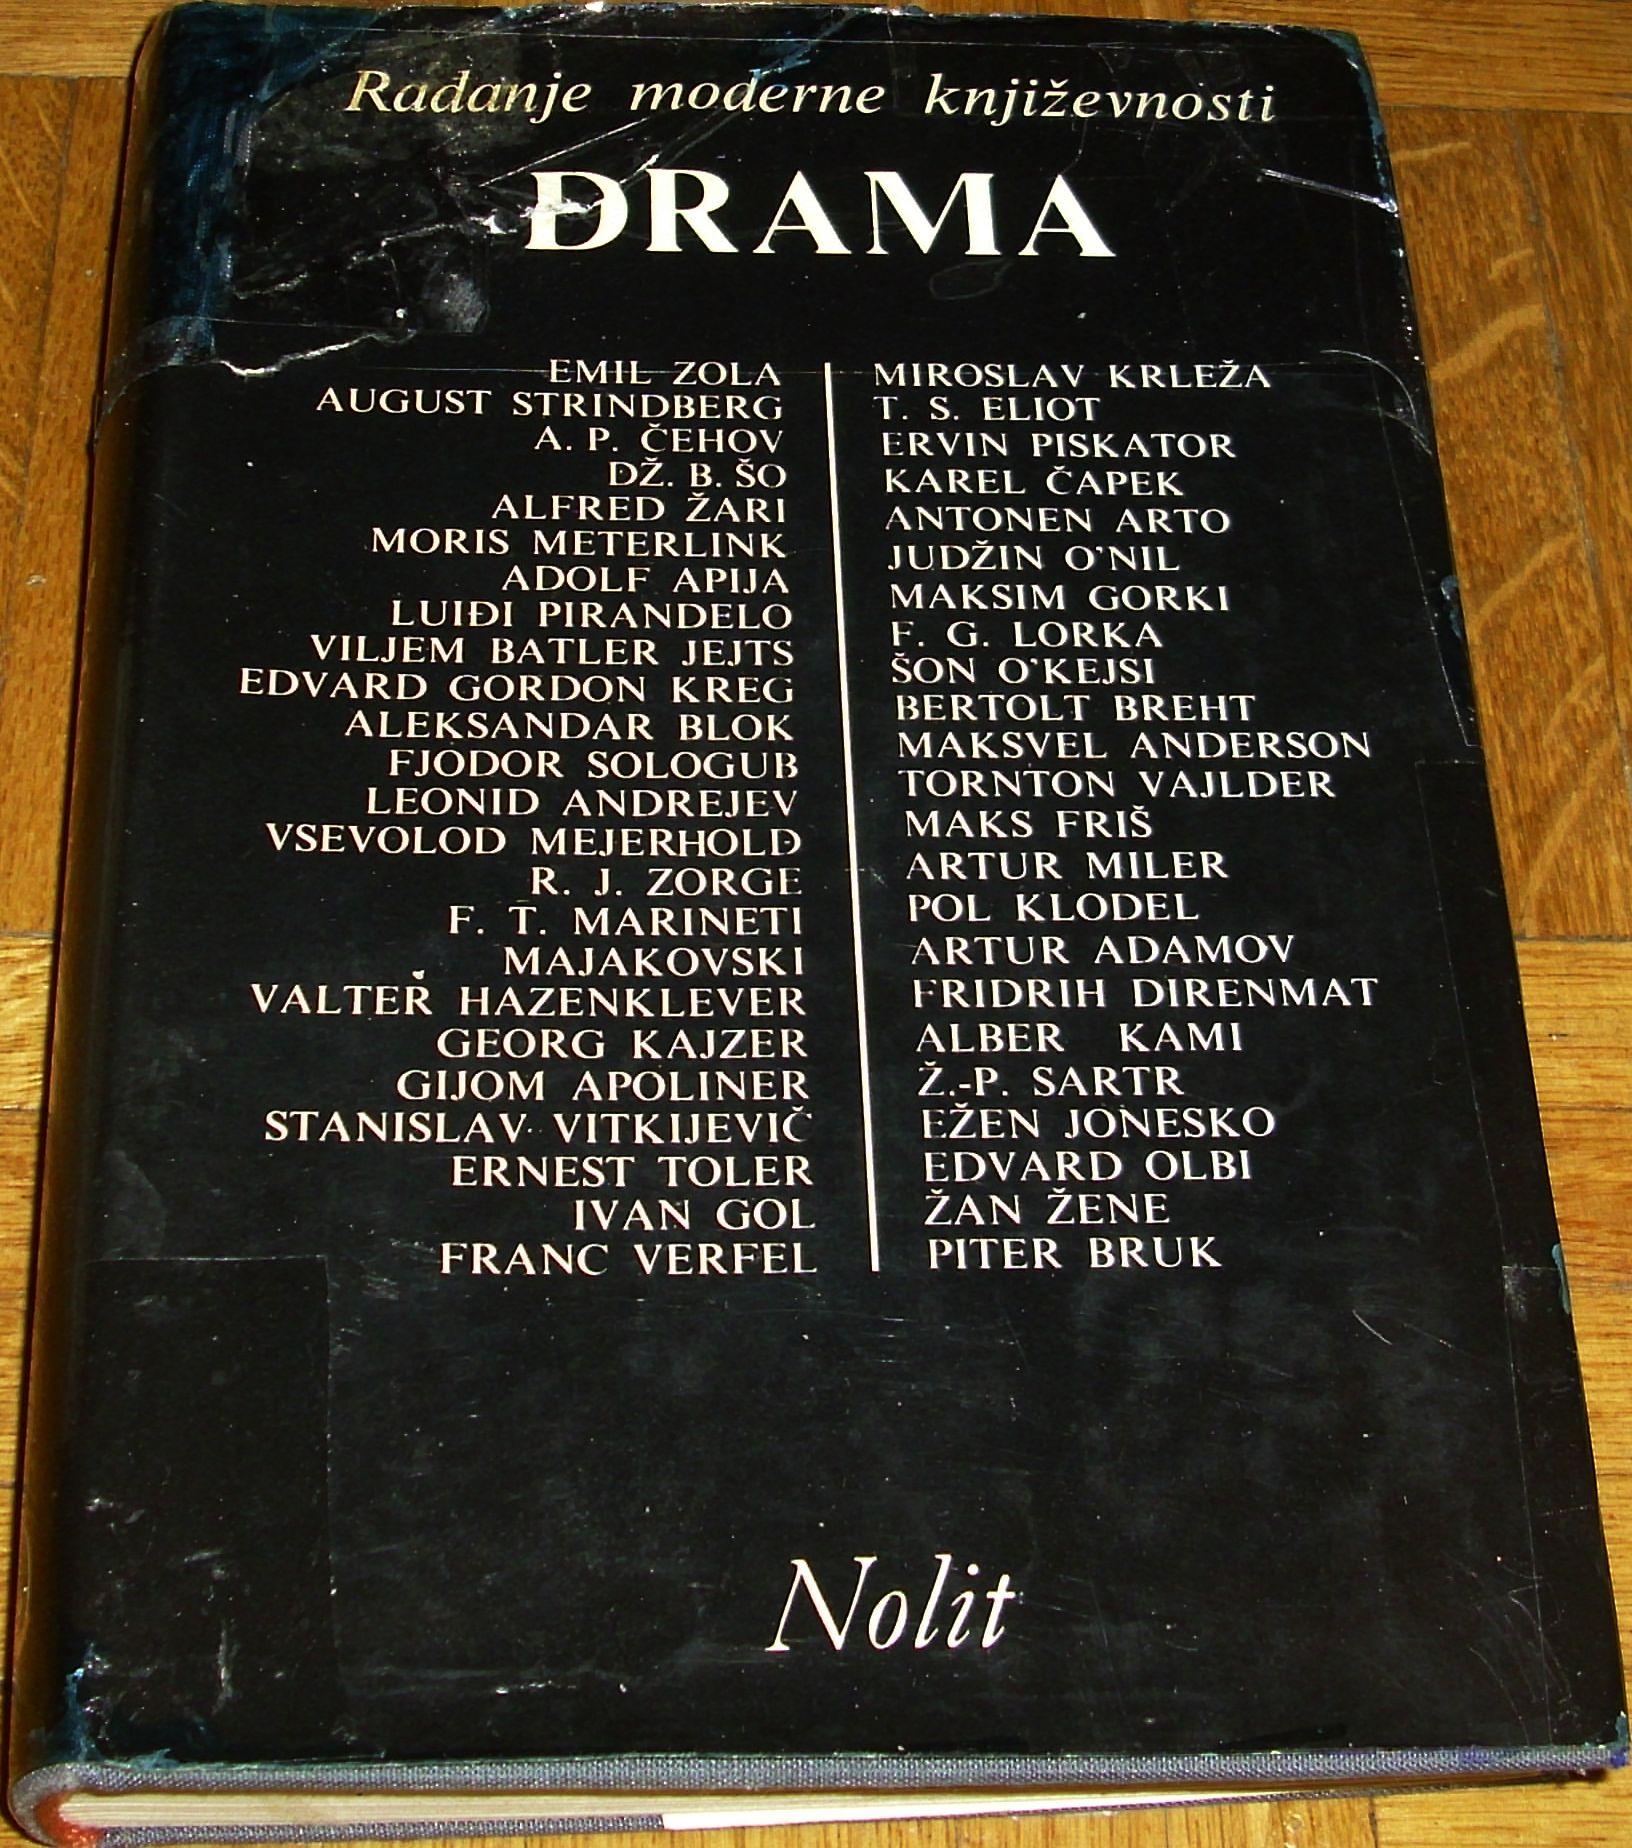 Rađanje moderne književnosti
DRAMA
EMIL ZOLA
AUGUST STRINDBERG
A. P. ČEHOV
DŽ. B. ŠO
ALFRED ŽARI
MORIS METERLINK
ADOLF APIJA
LUIĐI PIRANDELO
VILJEM BATLER JEJTS
EDVARD GORDON KREG
ALEKSANDAR BLOK
FJODOR SOLOGUB
LEONID ANDREJEV
VSEVOLOD MEJERHOLD
R. J. ZORGE
F. T. MARINETI
MAJAKOVSKI
VALTER HAZENKLEVER
GEORG KAJZER
GIJOM APOLINER
STANISLAV VITKIJEVIČ
ERNEST TOLER
IVAN GOL
FRANC VERFEL
MIROSLAV KRLEŽA
T. S. ELIOT
ERVIN PISKATOR
KAREL ČAPEK
ANTONEN ARTO
JUDŽIN O'NIL
MAKSIM GORKI
F. G. LORKA
ŠON O'KEJSI
BERTOLT BREHT
MAKSVEL ANDERSON
TORNTON VAJLDER
MAKS FRIŠ
ARTUR MILER
POL KLODEL
ARTUR ADAMOV
FRIDRIH DIRENMAT
ALBER KAMI
Ž.-P. SARTR
EŽEN JONESKO
EDVARD OLBI
ŽAN ŽENE
PITER BRUK
Nolit